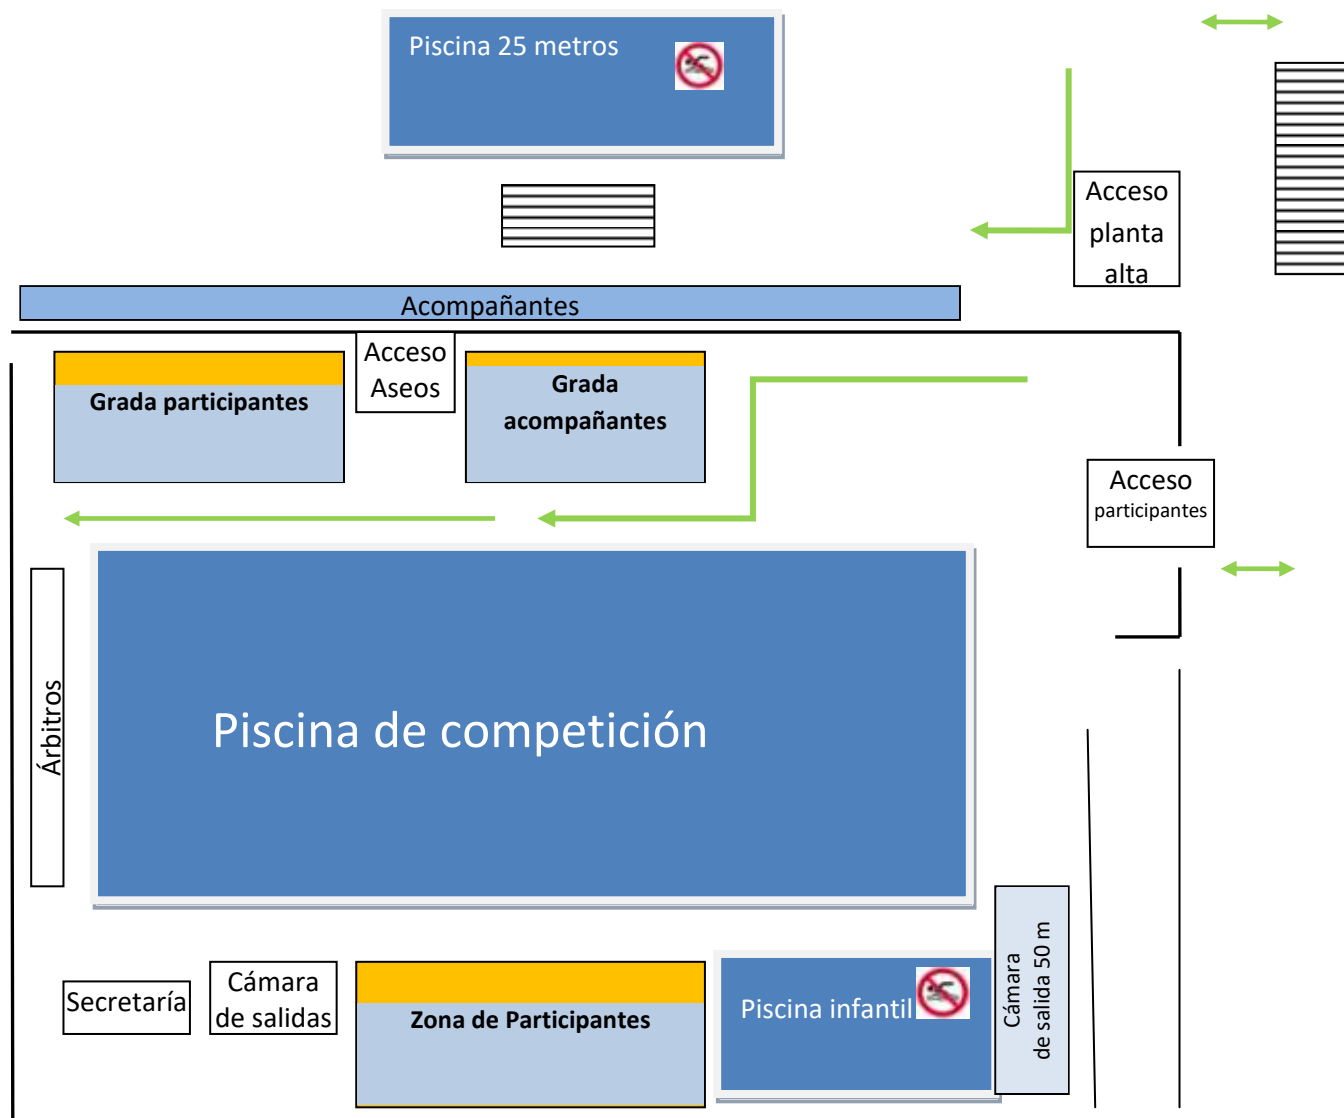 Piscina 25 metros
Acceso
planta
alta
Acompañantes
Acceso
Aseos
Grada participantes
Grada
acompañantes
Acceso
participantes
Árbitros
Piscina de competición
Secretaría
Cámara
de salidas
Zona de Participantes
Piscina infantil
Cámara
de salida 50 m